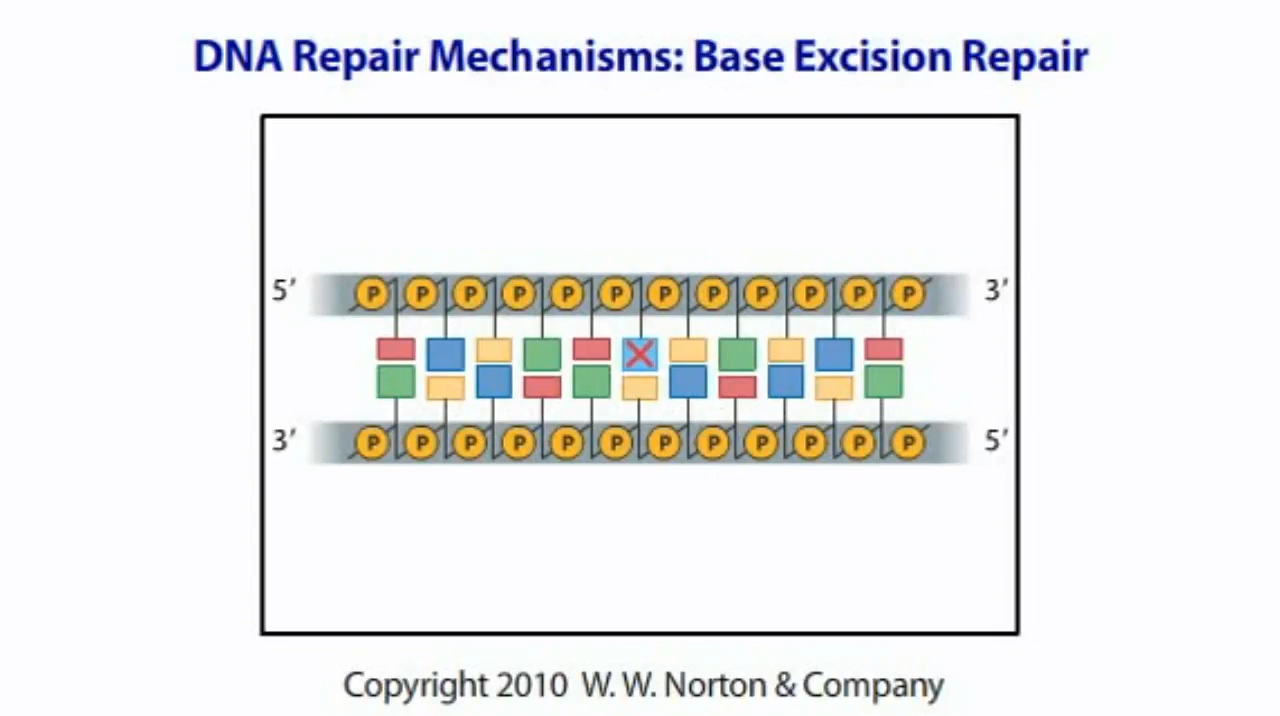 DNA Repair Mechanisms: Base Excision Repair
5′ P P P P P P P P P P P P 3′
3′ P P P P P P P P P P P P 5′
Copyright 2010 W. W. Norton & Company